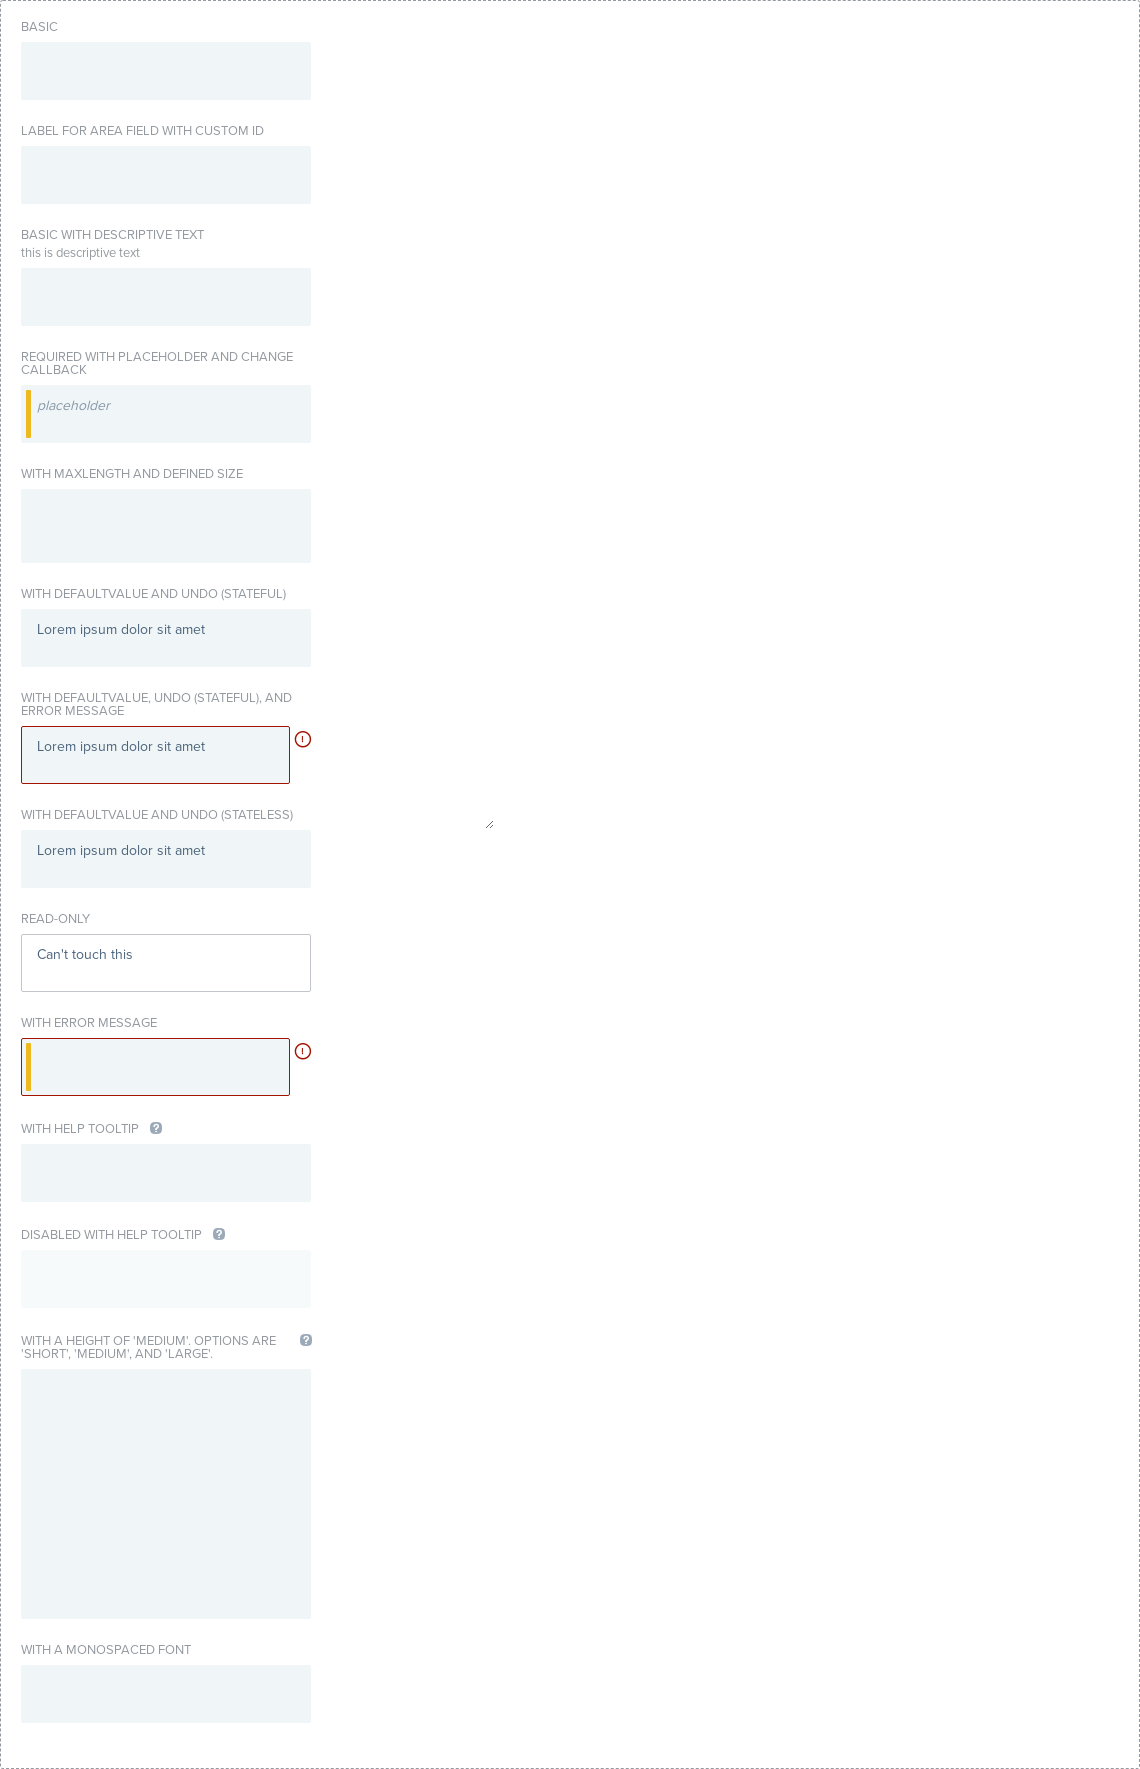 BASIC
LABEL FOR AREA FIELD WITH CUSTOM ID
BASIC WITH DESCRIPTIVE TEXT
this is descriptive text
REQUIRED WITH PLACEHOLDER AND CHANGE
CALLBACK
placeholder
WITH MAXLENGTH AND DEFINED SIZE
WITH DEFAULTVALUE AND UNDO (STATEFUL)
Lorem ipsum dolor sit amet
WITH DEFAULTVALUE, UNDO (STATEFUL), AND
ERROR MESSAGE
Lorem ipsum dolor sit amet
!
WITH DEFAULTVALUE AND UNDO (STATELESS)
Lorem ipsum dolor sit amet
READ-ONLY
Can't touch this
WITH ERROR MESSAGE
!
WITH HELP TOOLTIP ?
DISABLED WITH HELP TOOLTIP ?
WITH A HEIGHT OF 'MEDIUM'. OPTIONS ARE ?
'SHORT', 'MEDIUM', AND 'LARGE'.
WITH A MONOSPACED FONT